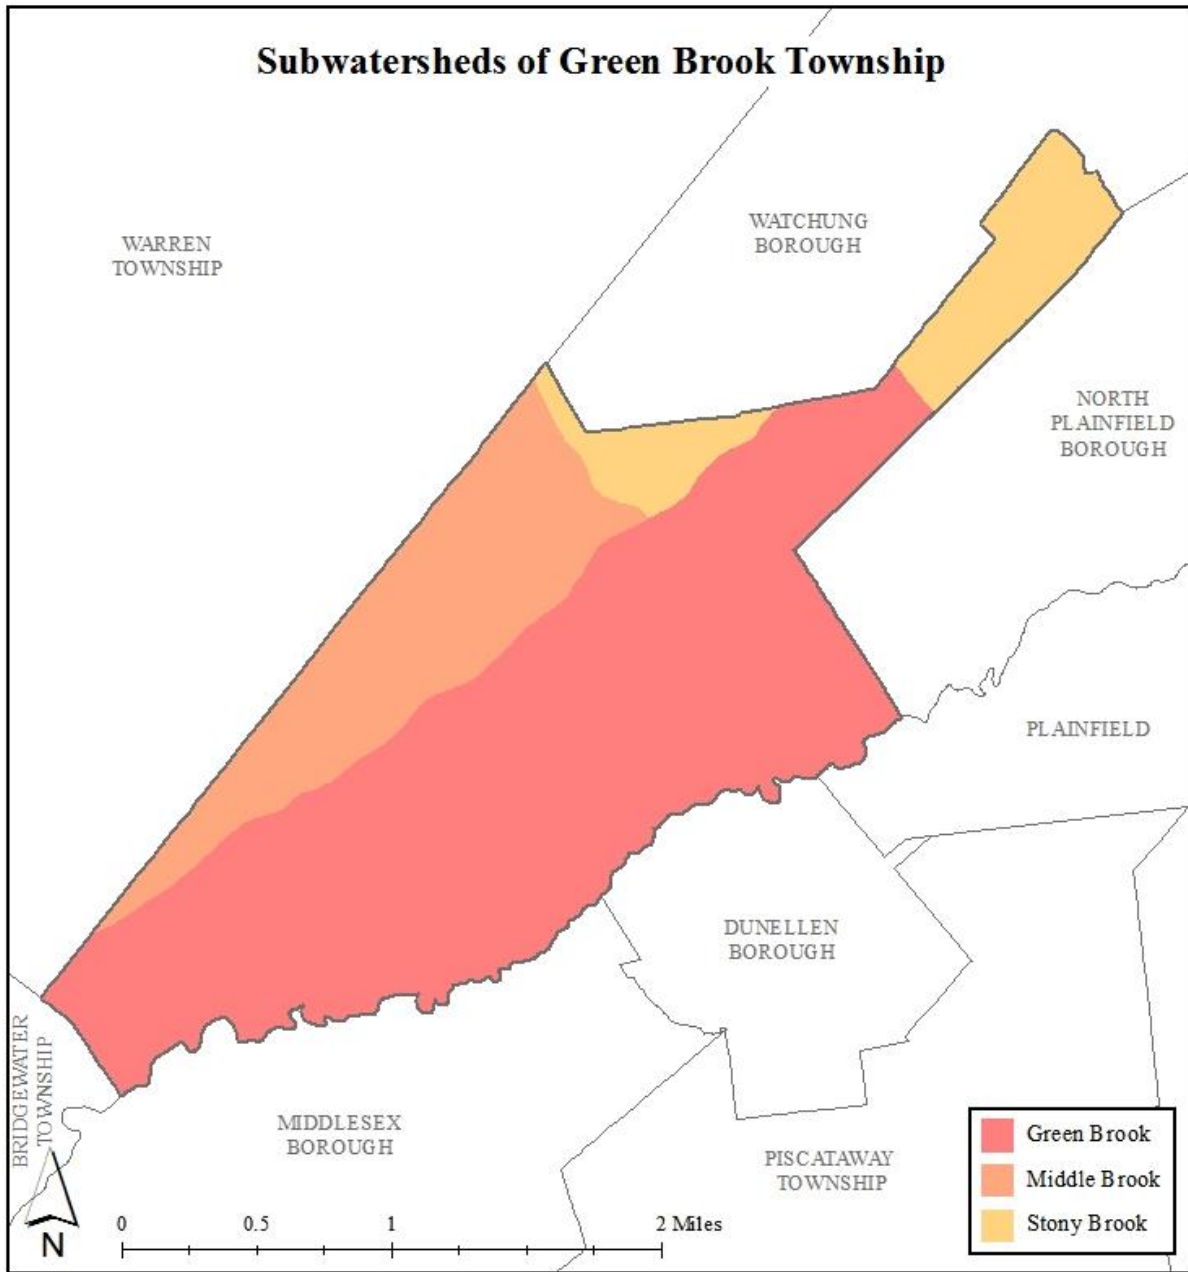 Subwatersheds of Green Brook Township
WATCHUNG
BOROUGH
WARREN
TOWNSHIP
NORTH
PLAINFIELD
BOROUGH
PLAINFIELD
DUNELLEN
BOROUGH
BRIDGEWATER
TOWNSHIP
MIDDLESEX
BOROUGH
PISCATAWAY
TOWNSHIP
Green Brook
Middle Brook
Stony Brook
0 0.5 1 2 Miles
N